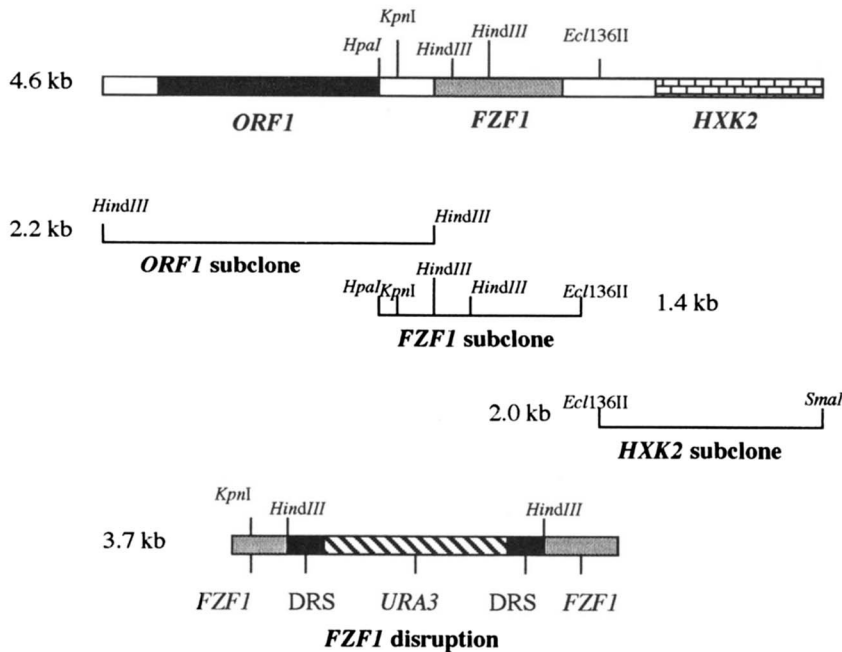 KpnI
HpaI HindIII HindIII Ecl136II
4.6 kb
ORF1 FZF1 HXK2
HindIII HindIII
2.2 kb
ORF1 subclone
HindIII
HpaI KpnI HindIII Ecl136II
1.4 kb
FZF1 subclone
2.0 kb Ecl136II SmaI
HXK2 subclone
KpnI
HindIII HindIII
3.7 kb
FZF1 DRS URA3 DRS FZF1
FZF1 disruption